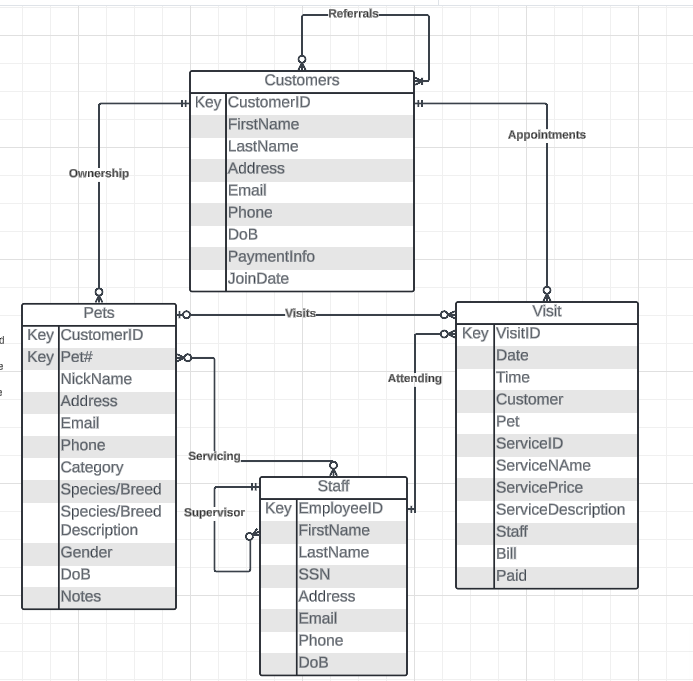 Referrals
Customers
Key CustomerID
FirstName
LastName
Address
Email
Phone
DoB
PaymentInfo
JoinDate
Ownership
Appointments
Pets
Key CustomerID
Key Pet#
NickName
Address
Email
Phone
Category
Species/Breed
Species/Breed
Description
Gender
DoB
Notes
Visits
Visit
Key VisitID
Date
Time
Customer
Pet
ServiceID
ServiceNAme
ServicePrice
ServiceDescription
Staff
Bill
Paid
Attending
Servicing
Supervisor
Staff
Key EmployeeID
FirstName
LastName
SSN
Address
Email
Phone
DoB